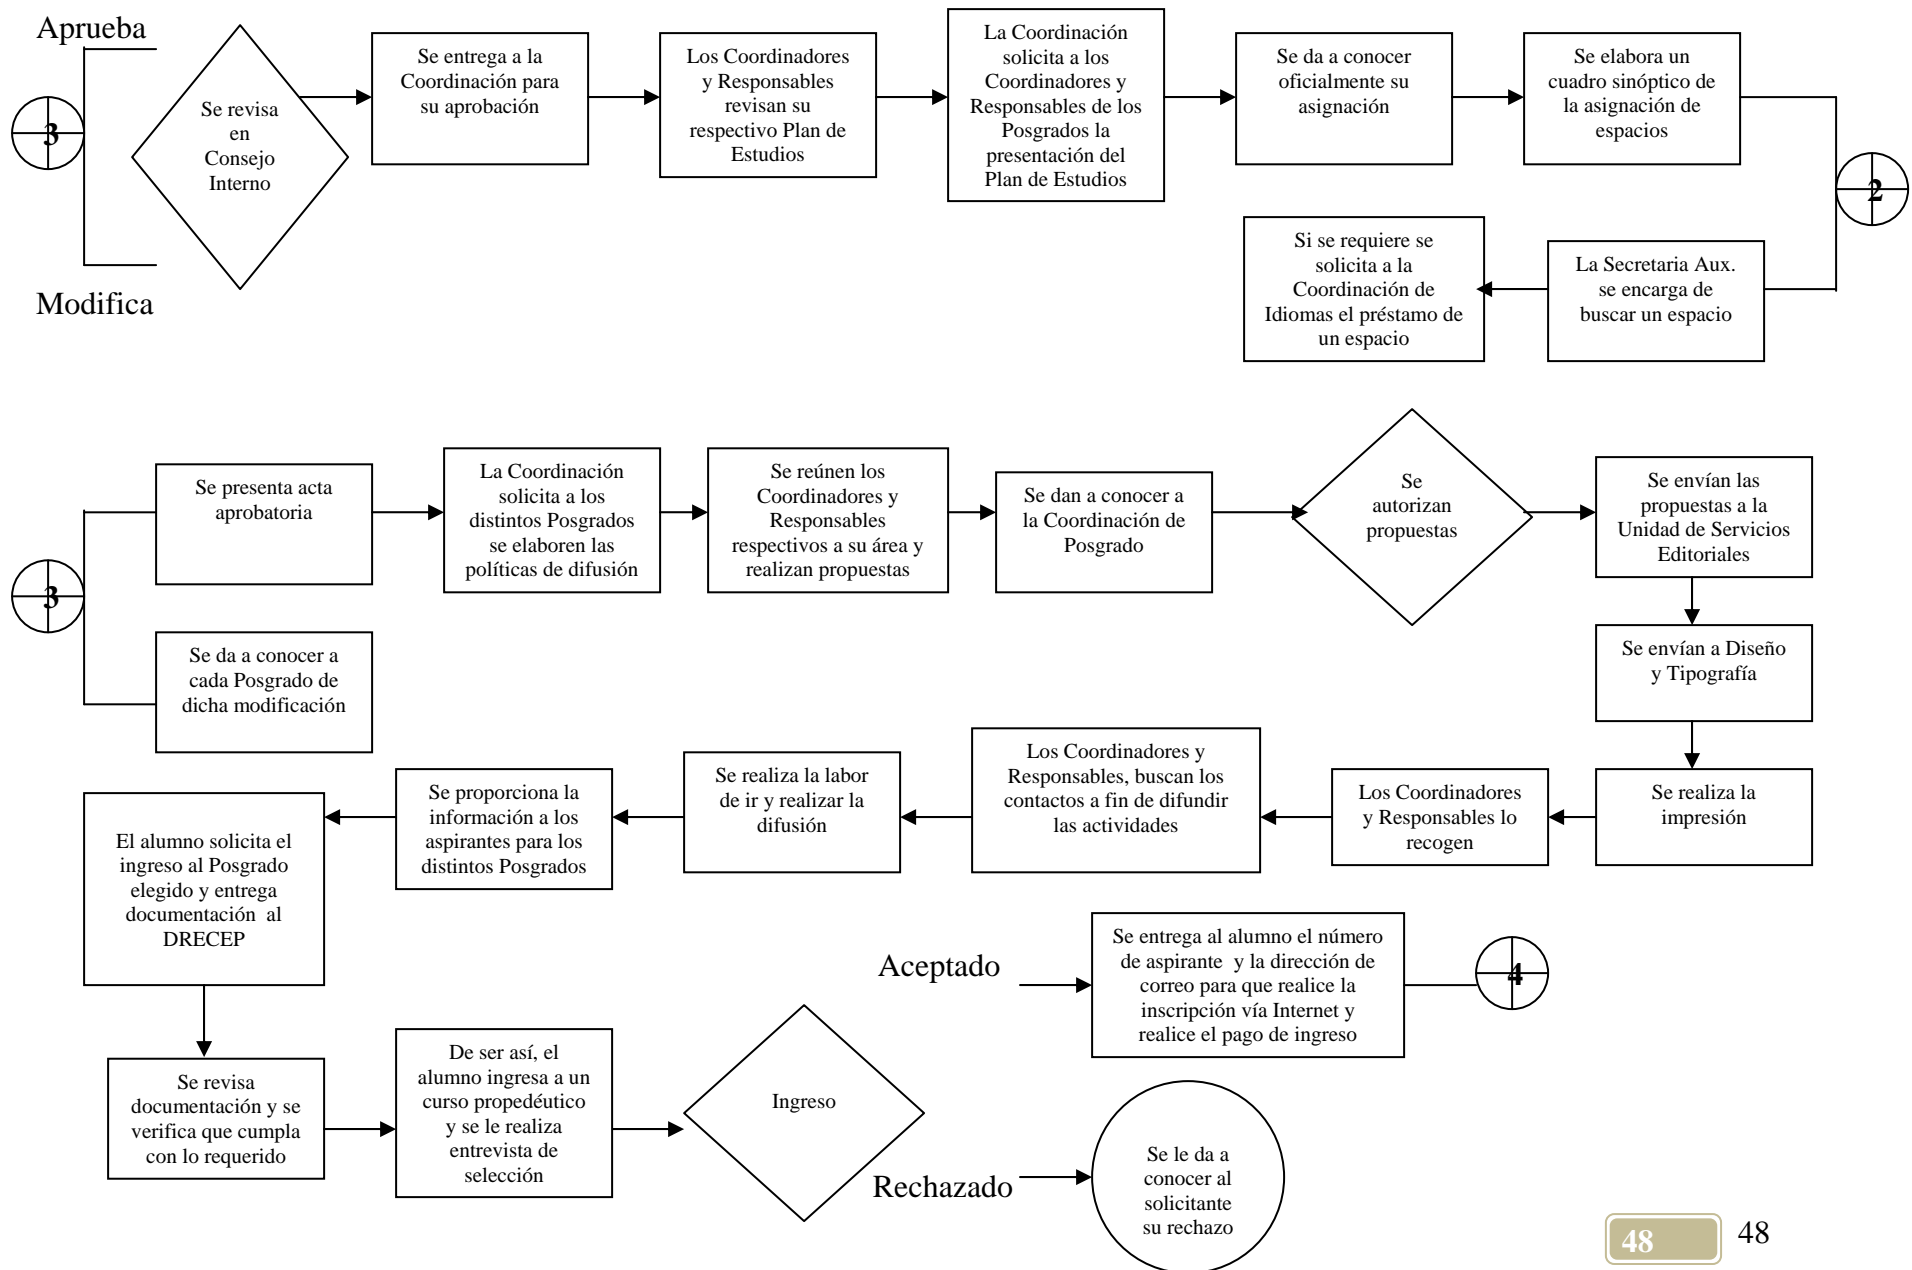 Aprueba
3
Modifica
Se revisa
en
Consejo
Interno
Se entrega a la
Coordinación para
su aprobación
Los Coordinadores
y Responsables
revisan su
respectivo Plan de
Estudios
La Coordinación
solicita a los
Coordinadores y
Responsables de los
Posgrados la
presentación del
Plan de Estudios
Se da a conocer
oficialmente su
asignación
Se elabora un
cuadro sinóptico de
la asignación de
espacios
2
Si se requiere se
solicita a la
Coordinación de
Idiomas el préstamo de
un espacio
La Secretaria Aux.
se encarga de
buscar un espacio
3
Se presenta acta
aprobatoria
La Coordinación
solicita a los
distintos Posgrados
se elaboren las
políticas de difusión
Se reúnen los
Coordinadores y
Responsables
respectivos a su área y
realizan propuestas
Se dan a conocer a
la Coordinación de
Posgrado
Se
autorizan
propuestas
Se envían las
propuestas a la
Unidad de Servicios
Editoriales
Se da a conocer a
cada Posgrado de
dicha modificación
Se envían a Diseño
y Tipografía
El alumno solicita el
ingreso al Posgrado
elegido y entrega
documentación al
DRECEP
Se proporciona la
información a los
aspirantes para los
distintos Posgrados
Se realiza la labor
de ir y realizar la
difusión
Los Coordinadores y
Responsables, buscan los
contactos a fin de difundir
las actividades
Los Coordinadores
y Responsables lo
recogen
Se realiza la
impresión
Aceptado
Se entrega al alumno el número
de aspirante y la dirección de
correo para que realice la
inscripción vía Internet y
realice el pago de ingreso
4
Se revisa
documentación y se
verifica que cumpla
con lo requerido
De ser así, el
alumno ingresa a un
curso propedéutico
y se le realiza
entrevista de
selección
Ingreso
Rechazado
Se le da a
conocer al
solicitante
su rechazo
48
48